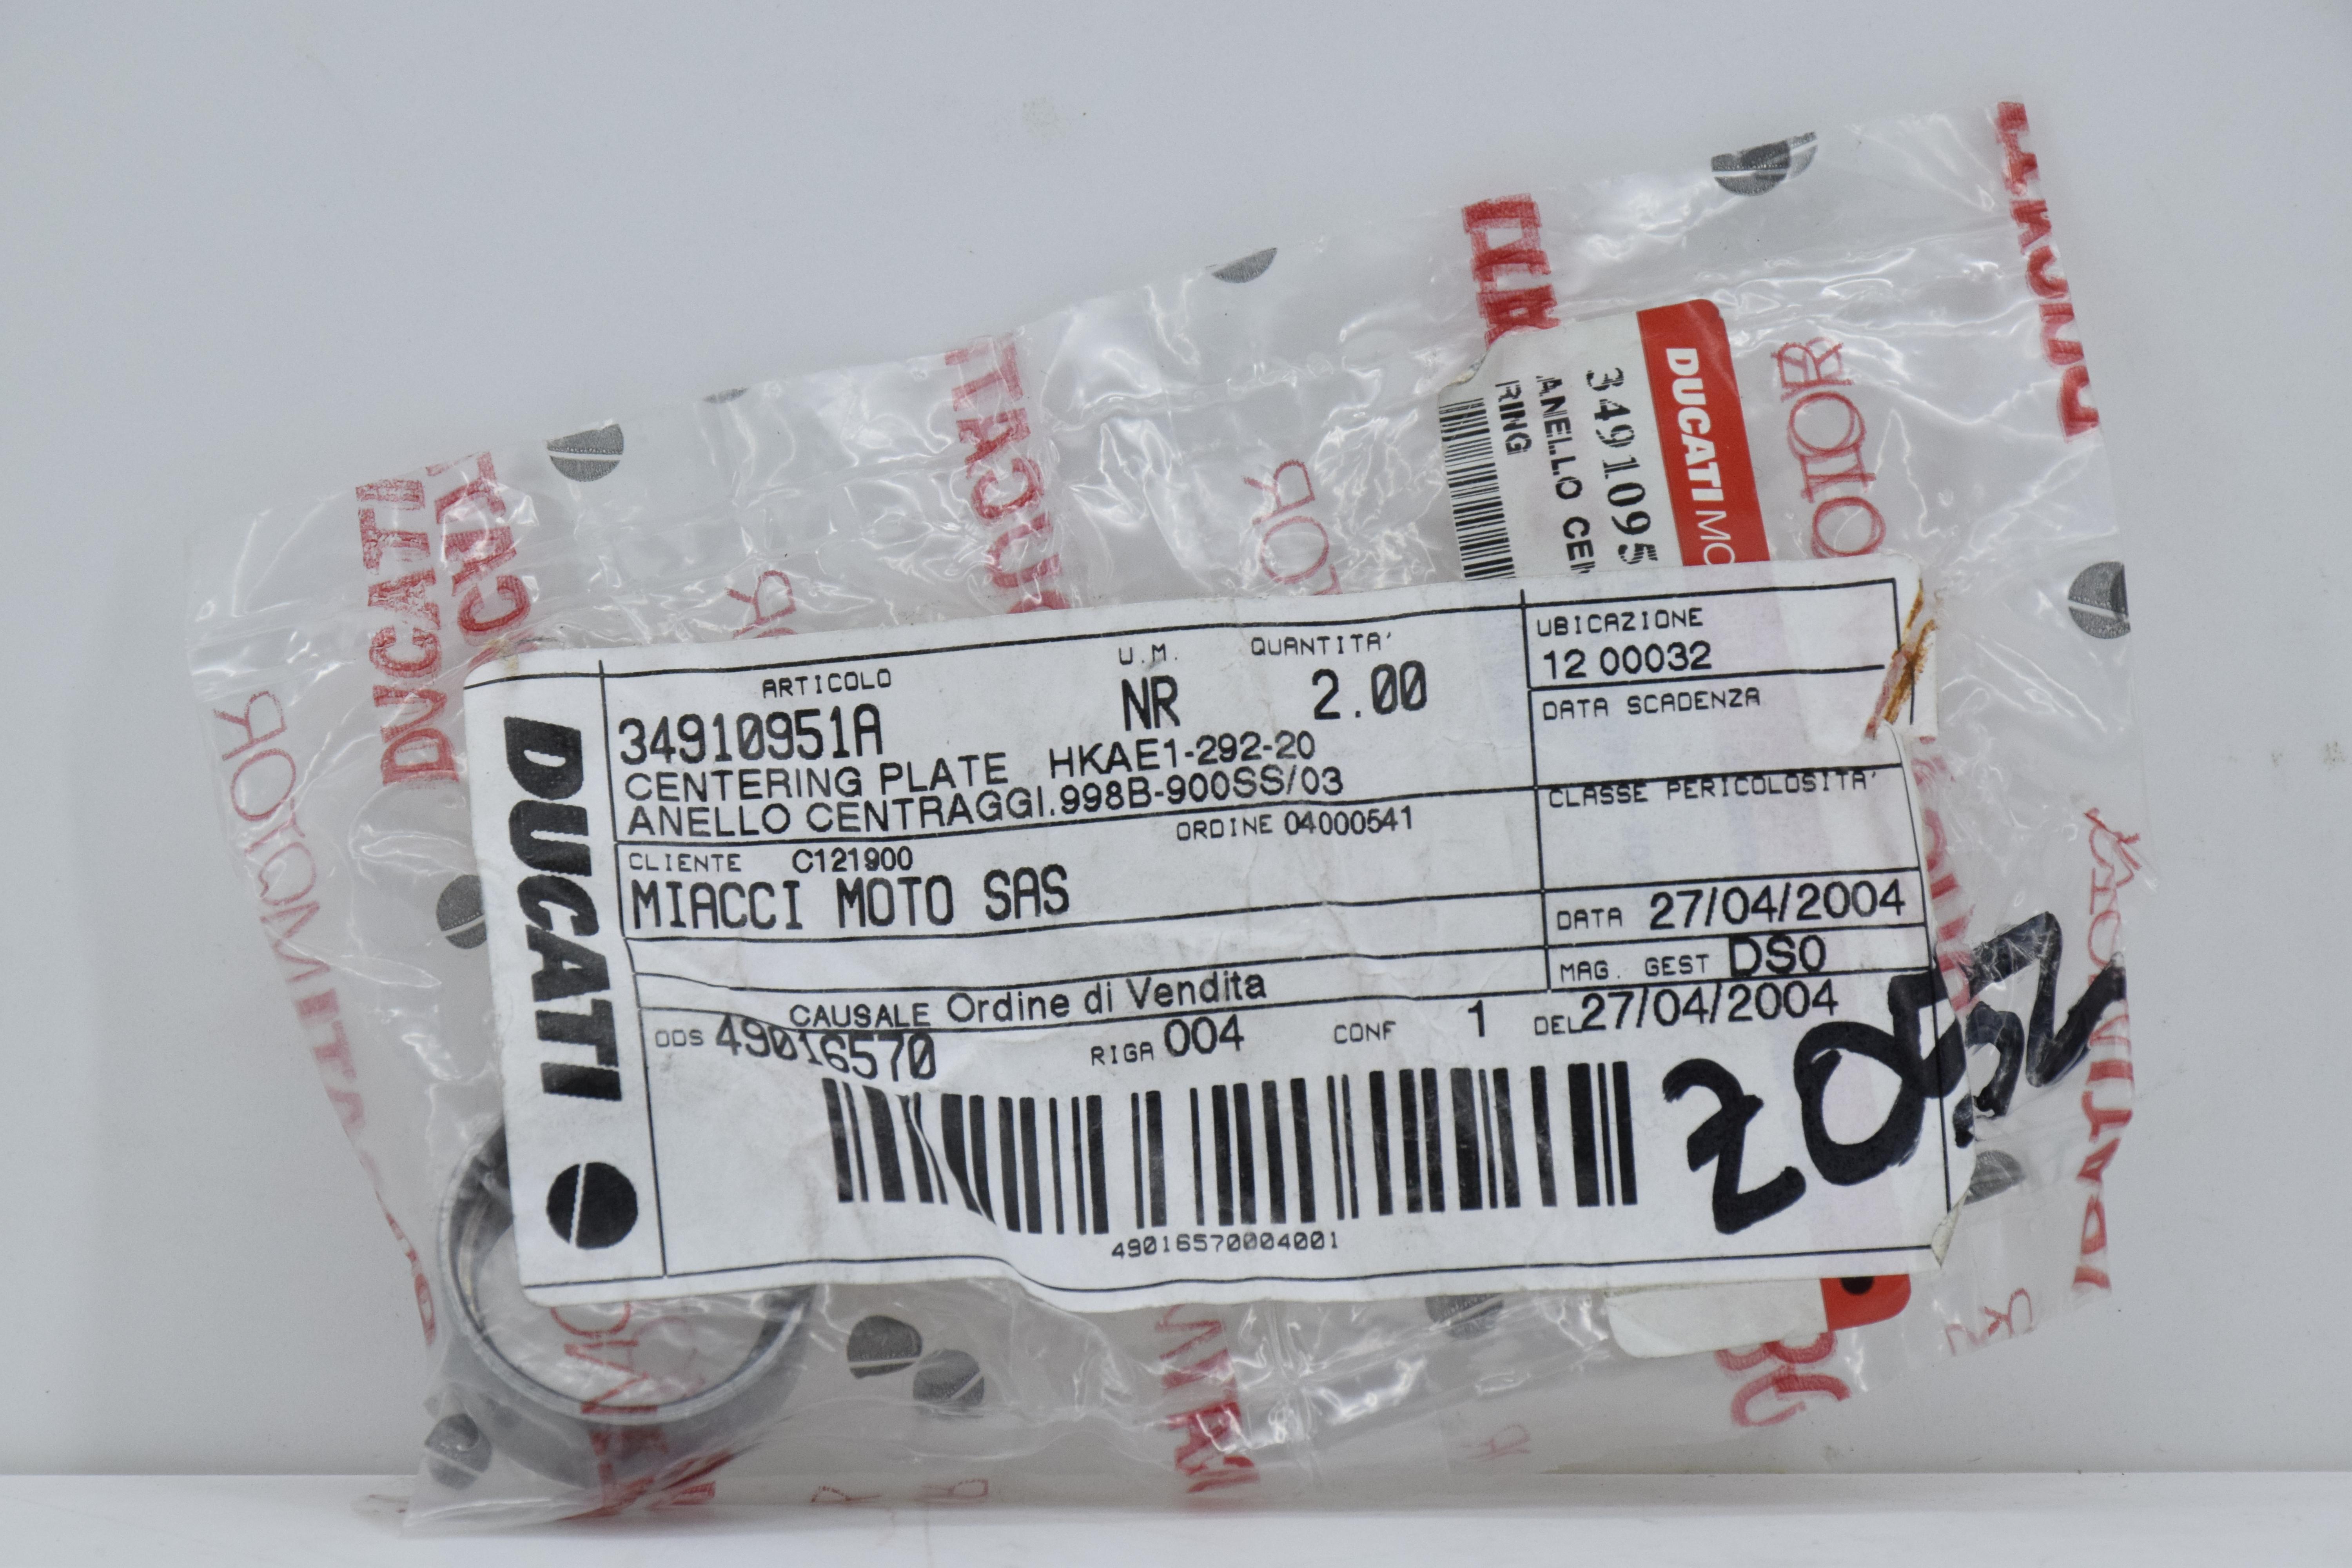 DUCATI MO
34910951
ANELLO CEN
RING
DUCATI
ARTICOLO U.M. QUANTITA'
34910951A NR 2.00
CENTERING PLATE HKAE1-292-20
ANELLO CENTRAGGI.998B-900SS/03
ORDINE 04000541
CLIENTE C121900
MIACCI MOTO SAS
UBICAZIONE
12 00032
DATA SCADENZA
CLASSE PERICOLOSITA'
DATA 27/04/2004
MAG. GEST DS0
CAUSALE Ordine di Vendita
ODS 49016570 RIGA 004 CONF 1 DEL 27/04/2004
49016570004001
DUCATI